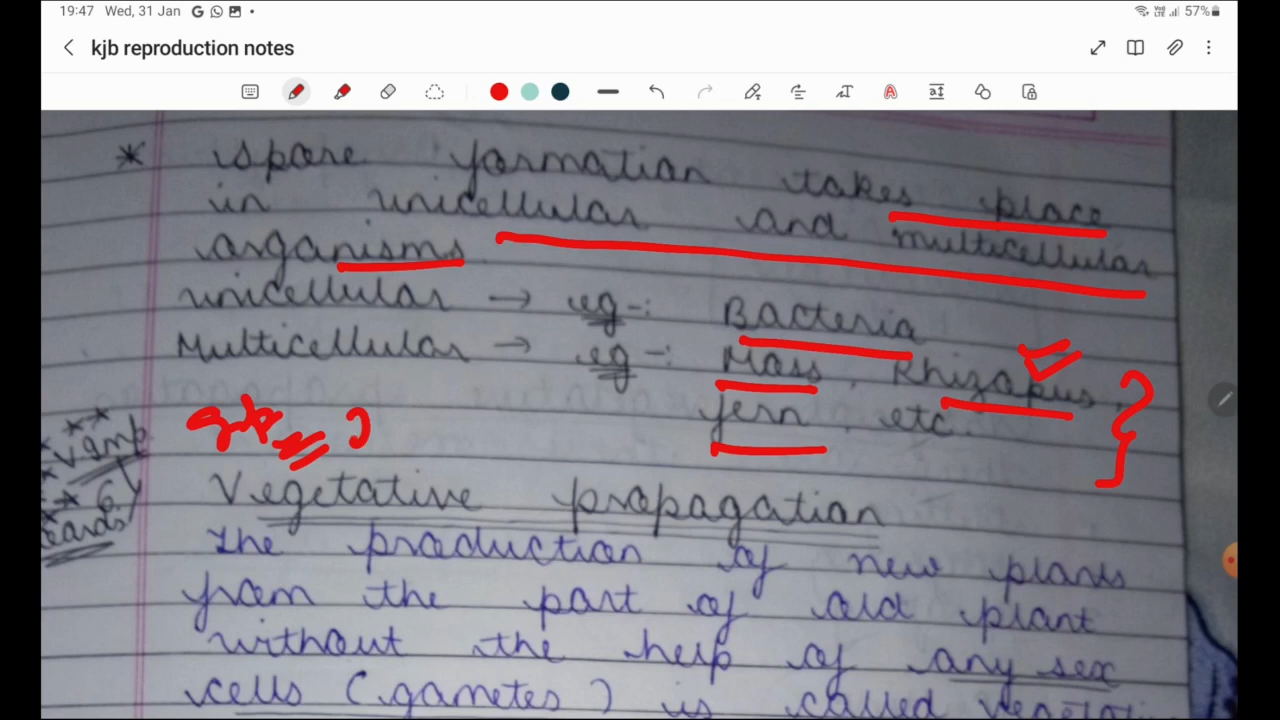 19:47 Wed, 31 Jan
57%
kjb reproduction notes
* spore formation takes place
in unicellular and multicellular
organisms
unicellular → eg-: Bacteria
Multicellular → eg-: Moss, Rhizopus,
fern, etc.
V Imp
Vegetative propagation
The production of new plants
from the part of old plant
without the help of any sex
cells (gametes) is called